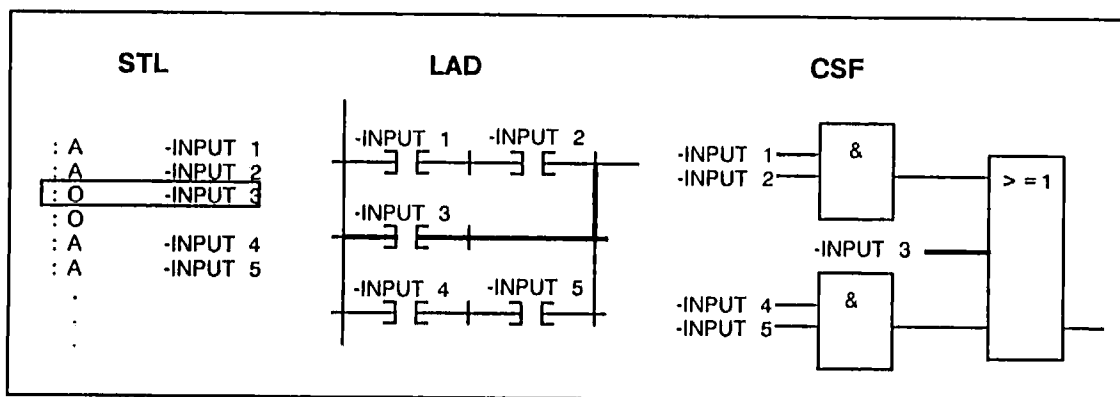 STL
: A -INPUT 1
: A -INPUT 2
: O -INPUT 3
: O
: A -INPUT 4
: A -INPUT 5
.
.
.
LAD
-INPUT 1 -INPUT 2
-INPUT 3
-INPUT 4 -INPUT 5
CSF
-INPUT 1
-INPUT 2
&
-INPUT 3
-INPUT 4
-INPUT 5
&
> = 1